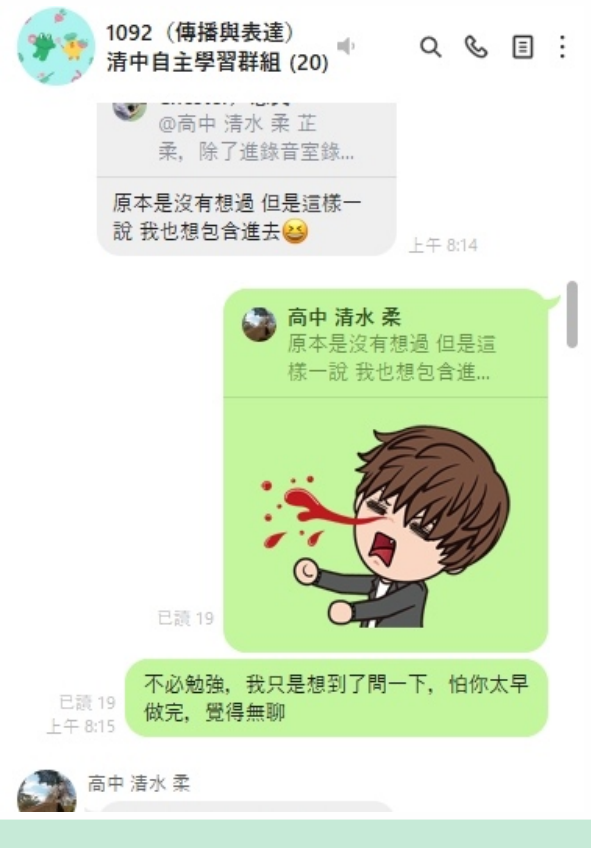 1092（傳播與表達）
清中自主學習群組 (20)
@高中 清水 柔 芷
柔，除了進錄音室錄...
原本是沒有想過 但是這樣一
說 我也想包含進去😆
上午 8:14
高中 清水 柔
原本是沒有想過 但是這
樣一說 我也想包含進...
已讀 19
不必勉強，我只是想到了問一下，怕你太早
做完，覺得無聊
已讀 19
上午 8:15
高中 清水 柔